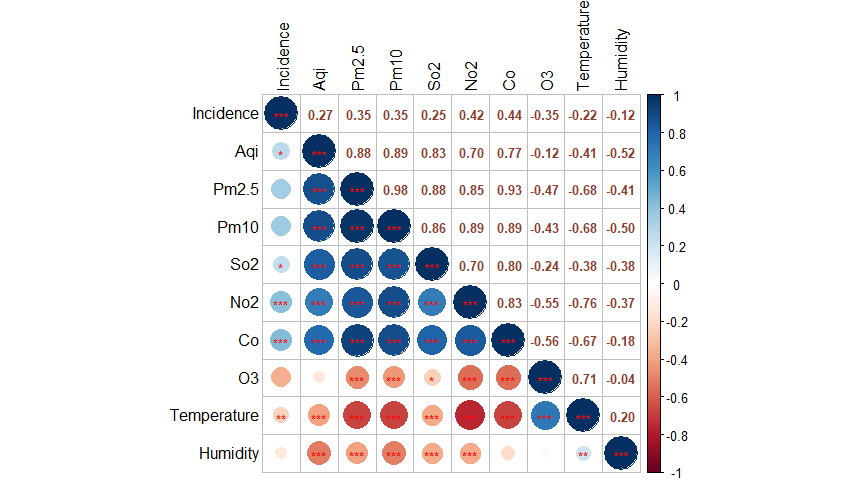 Incidence Aqi Pm2.5 Pm10 So2 No2 Co O3 Temperature Humidity
Incidence *** 0.27 0.35 0.35 0.25 0.42 0.44 -0.35 -0.22 -0.12 1
Aqi * *** 0.88 0.89 0.83 0.70 0.77 -0.12 -0.41 -0.52 0.8
Pm2.5 *** *** 0.98 0.88 0.85 0.93 -0.47 -0.68 -0.41 0.6
Pm10 *** *** *** 0.86 0.89 0.89 -0.43 -0.68 -0.50 0.4
So2 * *** *** *** *** 0.70 0.80 -0.24 -0.38 -0.38 0.2
0
No2 *** *** *** *** *** *** 0.83 -0.55 -0.76 -0.37 -0.2
Co *** *** *** *** *** *** *** -0.56 -0.67 -0.18 -0.4
O3 *** *** * *** *** *** 0.71 -0.04 -0.6
Temperature ** *** *** *** *** *** *** *** *** 0.20 -0.8
Humidity *** *** *** *** *** ** *** -1